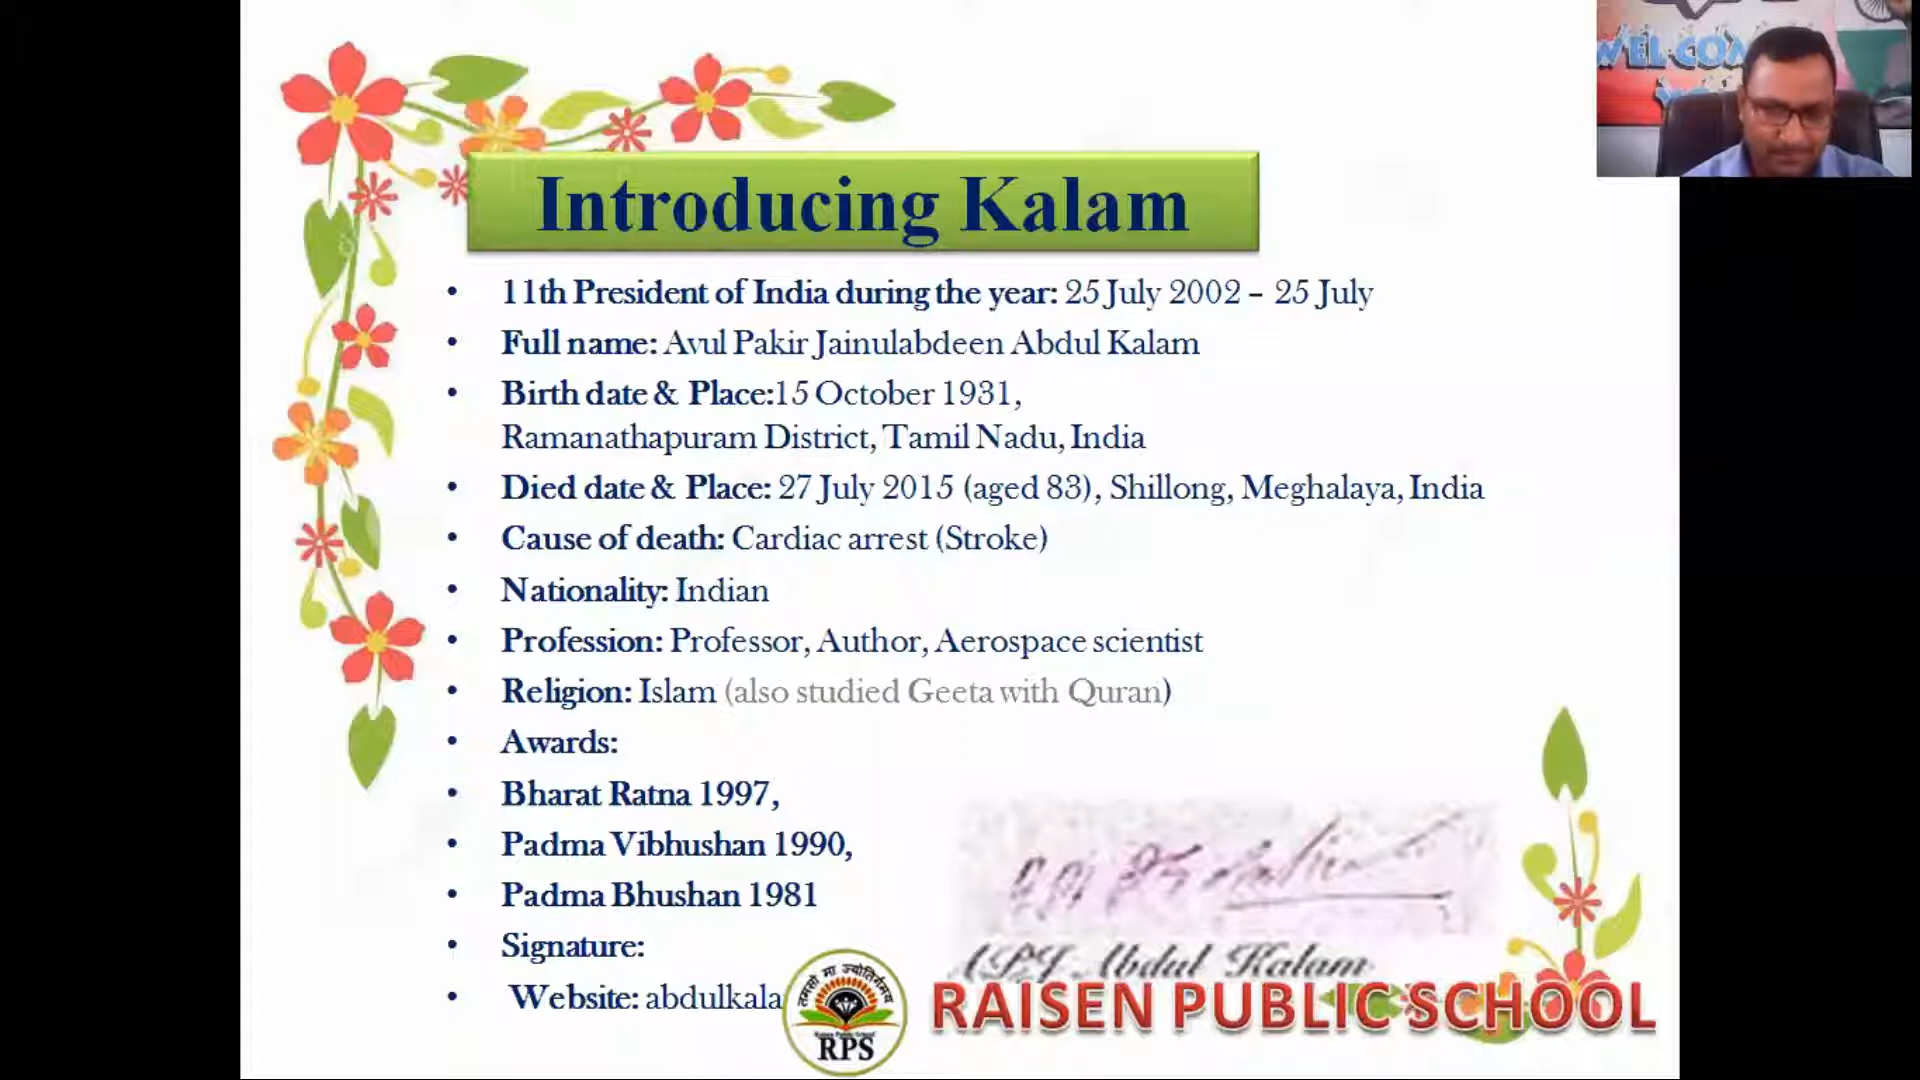 WELCOM
Introducing Kalam
• 11th President of India during the year: 25 July 2002 – 25 July
• Full name: Avul Pakir Jainulabdeen Abdul Kalam
• Birth date & Place:15 October 1931,
Ramanathapuram District, Tamil Nadu, India
• Died date & Place: 27 July 2015 (aged 83), Shillong, Meghalaya, India
• Cause of death: Cardiac arrest (Stroke)
• Nationality: Indian
• Profession: Professor, Author, Aerospace scientist
• Religion: Islam (also studied Geeta with Quran)
• Awards:
• Bharat Ratna 1997,
• Padma Vibhushan 1990,
• Padma Bhushan 1981
• Signature:
APJ Abdul Kalam
• Website: abdulkala
तमसो मा ज्योतिर्गमय
RPS
RAISEN PUBLIC SCHOOL